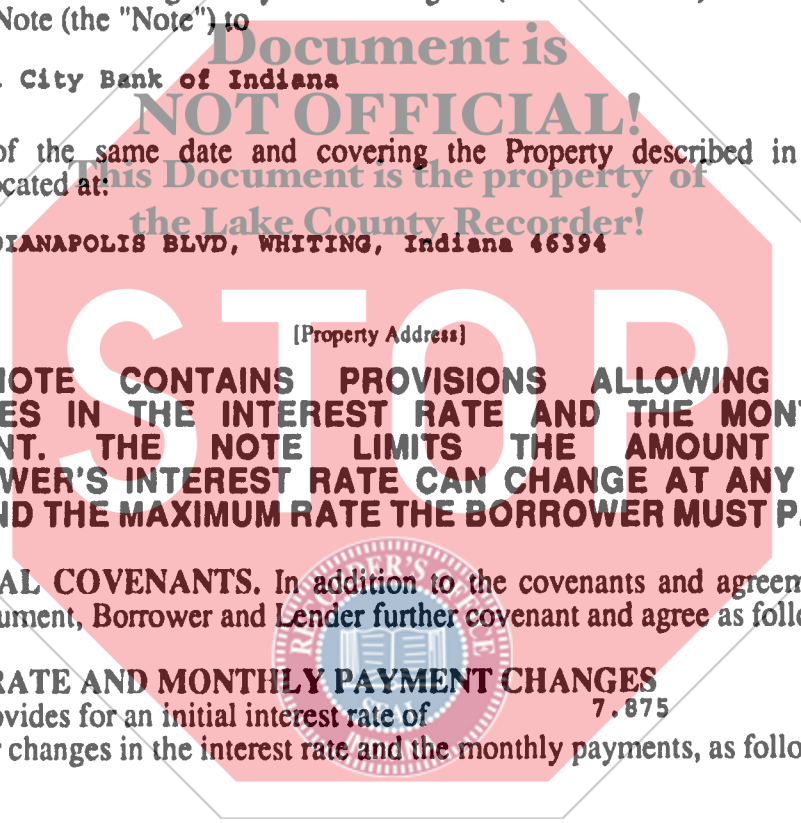 Note (the "Note") to
Document is
City Bank of Indiana
NOT OFFICIAL!
of the same date and covering the Property described in
ocated at:
This Document is the property of
the Lake County Recorder!
DIANAPOLIS BLVD, WHITING, Indiana 46394
STOP
[Property Address]
NOTE CONTAINS PROVISIONS ALLOWING
ES IN THE INTEREST RATE AND THE MON
NT. THE NOTE LIMITS THE AMOUNT
WER'S INTEREST RATE CAN CHANGE AT ANY
ND THE MAXIMUM RATE THE BORROWER MUST PA
AL COVENANTS. In addition to the covenants and agreem
ument, Borrower and Lender further covenant and agree as follo
RATE AND MONTHLY PAYMENT CHANGES
ovides for an initial interest rate of 7.875
r changes in the interest rate and the monthly payments, as follo
RECORDER'S OFFICE
SEAL